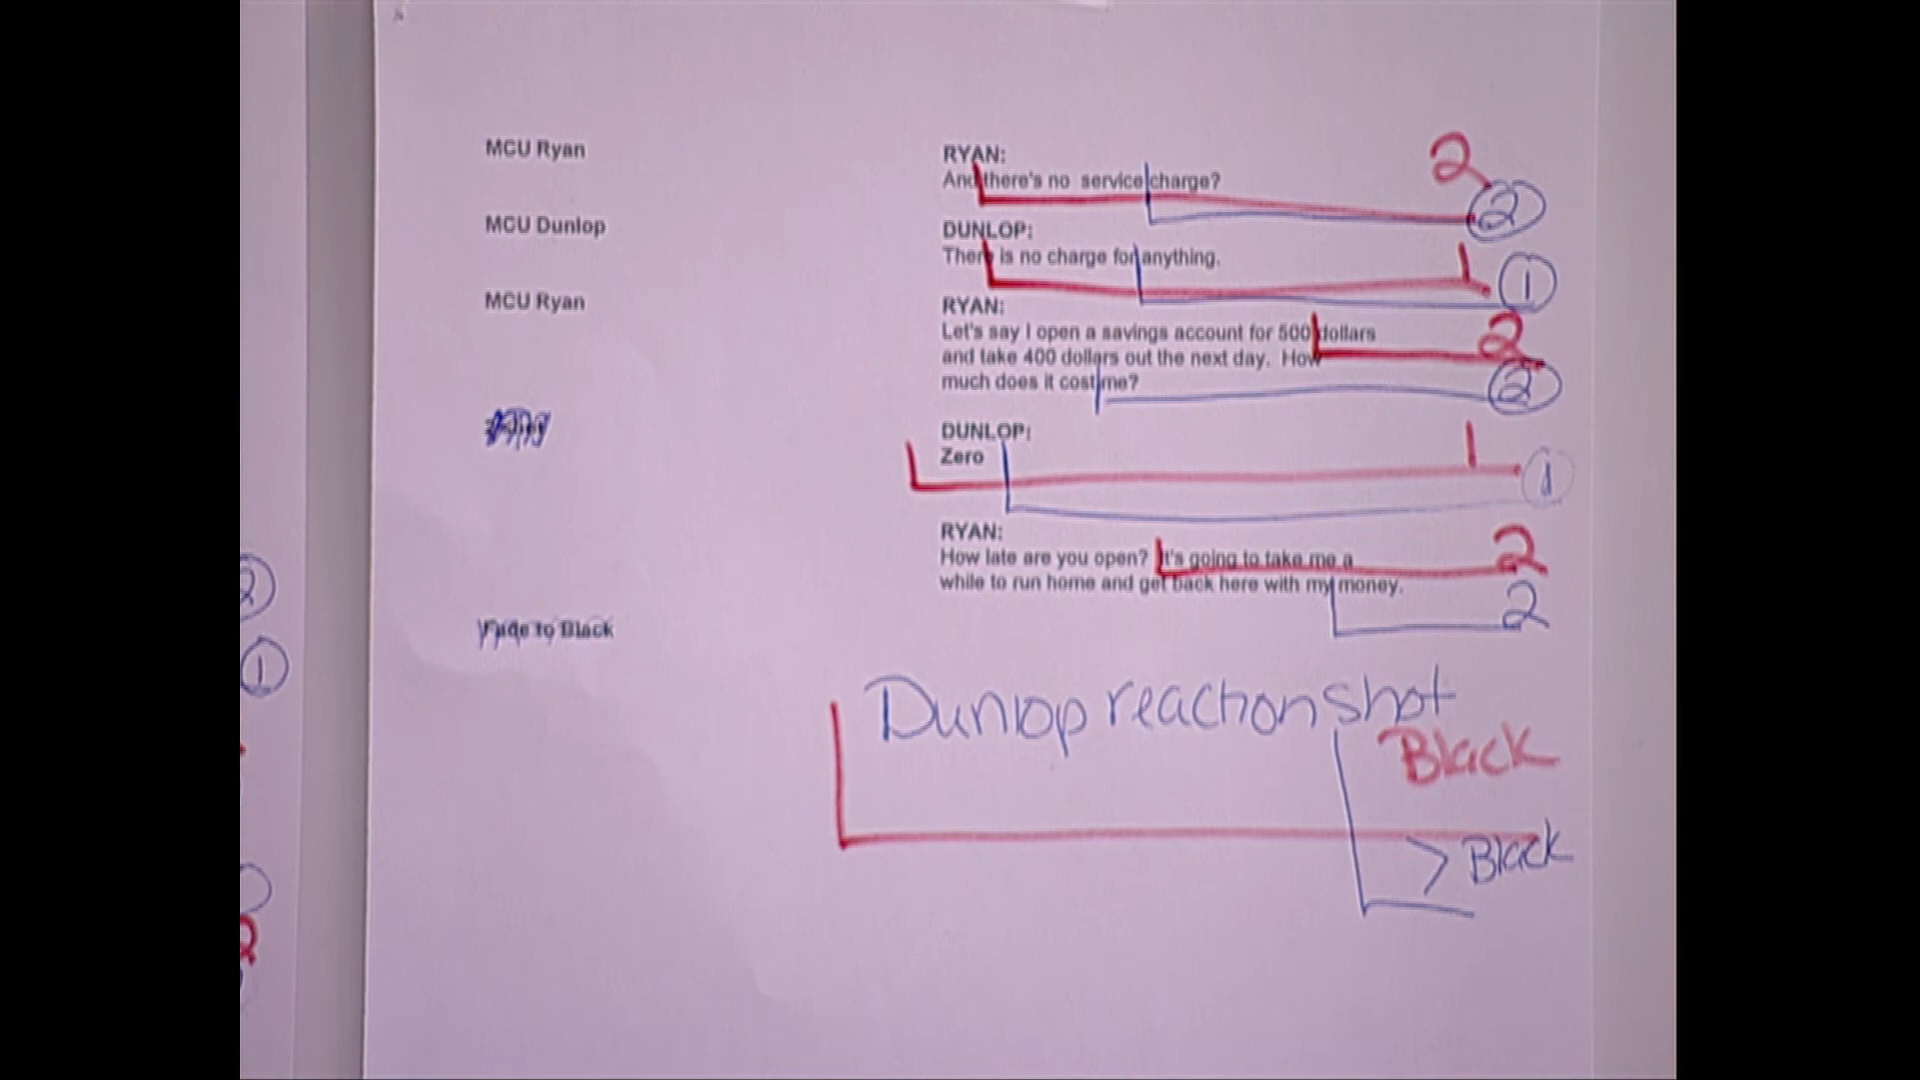 MCU Ryan
RYAN:
And there's no service charge?
2
2
MCU Dunlop
DUNLOP:
There is no charge for anything.
1
1
MCU Ryan
RYAN:
Let's say I open a savings account for 500 dollars
and take 400 dollars out the next day. How
much does it cost me?
2
2
DUNLOP:
Zero
1
1
RYAN:
How late are you open? It's going to take me a
while to run home and get back here with my money.
2
2
Fade to Black
Dunlop reaction shot
Black
> Black
2
1
2